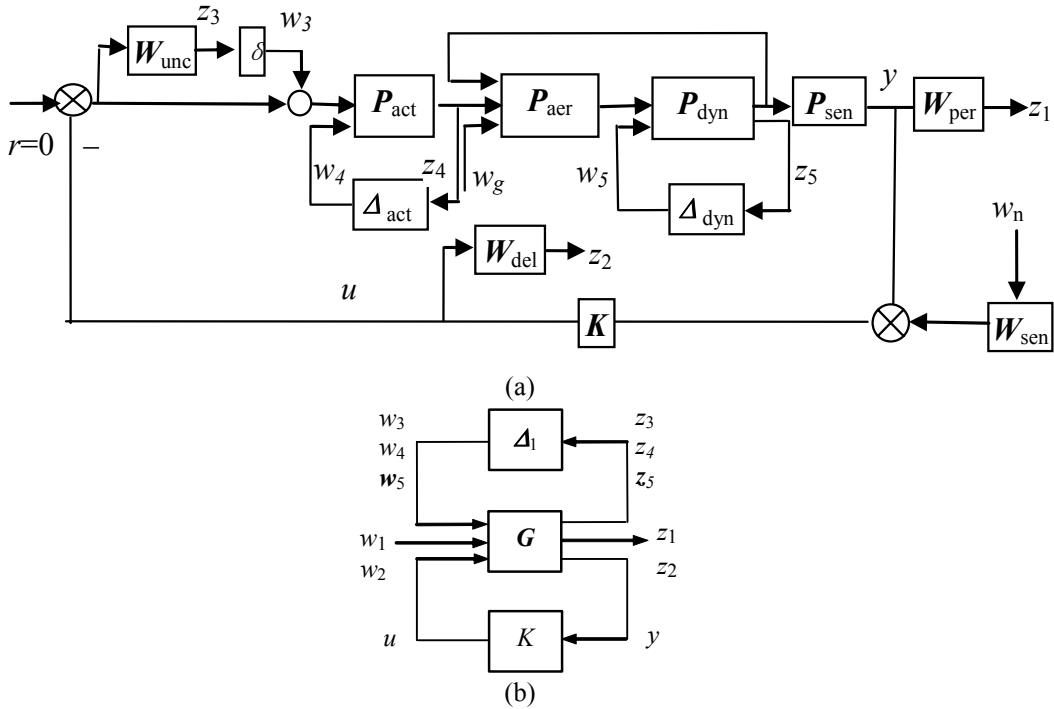 z3
w3
Wunc
δ
Pact
Paer
Pdyn
Psen
y
Wper
z1
r=0
–
w4
z4
wg
w5
z5
Δact
Δdyn
wn
Wdel
z2
u
K
Wsen
(a)
w3
Δ1
z3
w4
z4
w5
z5
w1
G
z1
w2
z2
u
K
y
(b)